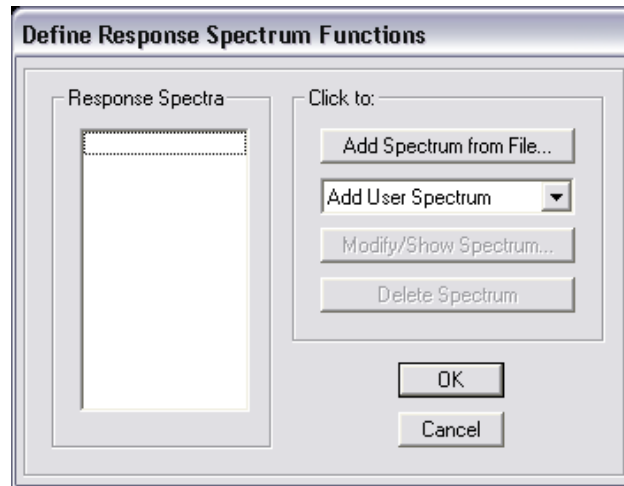 Define Response Spectrum Functions
Response Spectra
Click to:
Add Spectrum from File...
Add User Spectrum
Modify/Show Spectrum...
Delete Spectrum
OK
Cancel